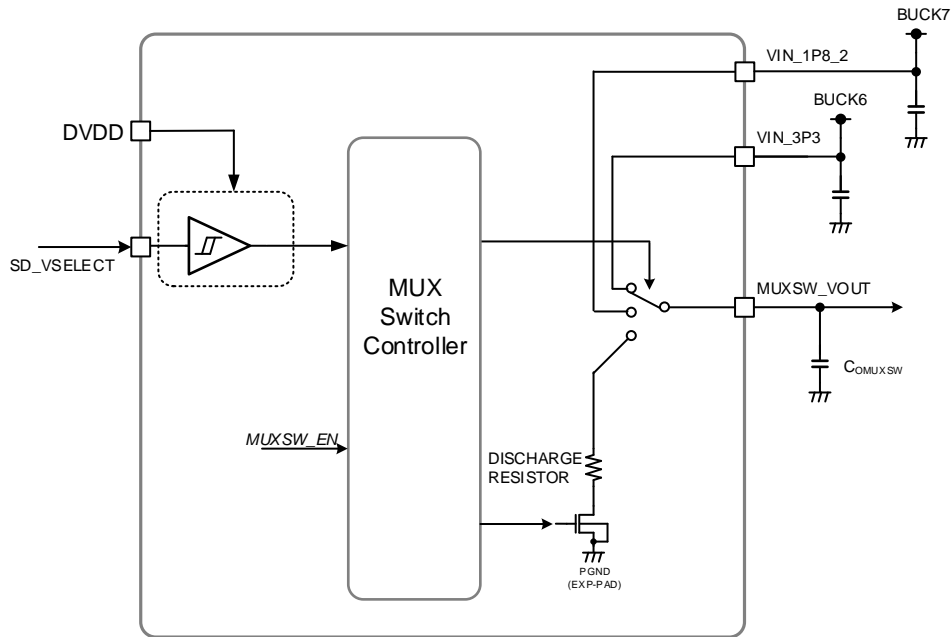 BUCK7
VIN_1P8_2
BUCK6
DVDD
VIN_3P3
SD_VSELECT
MUX
Switch
Controller
MUXSW_VOUT
COMUXSW
MUXSW_EN
DISCHARGE
RESISTOR
PGND
(EXP-PAD)